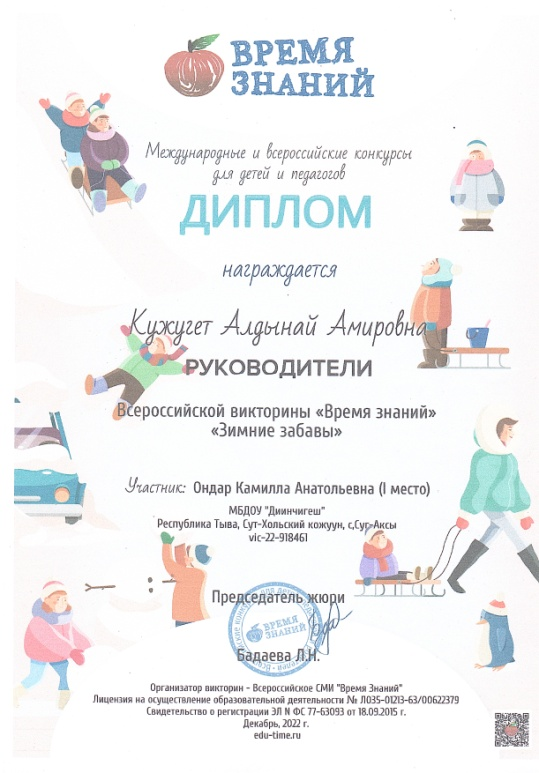 ВРЕМЯ
ЗНАНИЙ
Международные и всероссийские конкурсы
для детей и педагогов
ДИПЛОМ
награждается
Кужугет Алдынай Амировна
РУКОВОДИТЕЛИ
Всероссийской викторины «Время знаний»
«Зимние забавы»
Участник: Ондар Камилла Анатольевна (I место)
МБДОУ "Диинчигеш"
Республика Тыва, Сут-Хольский кожуун, с,Суг-Аксы
vic-22-918461
Председатель жюри
ВРЕМЯ
ЗНАНИЙ
Бадаева Л.Н.
Организатор викторин - Всероссийское СМИ "Время Знаний"
Лицензия на осуществление образовательной деятельности № Л035-01213-63/00622379
Свидетельство о регистрации ЭЛ N ФС 77-63093 от 18.09.2015 г.
Декабрь, 2022 г.
edu-time.ru